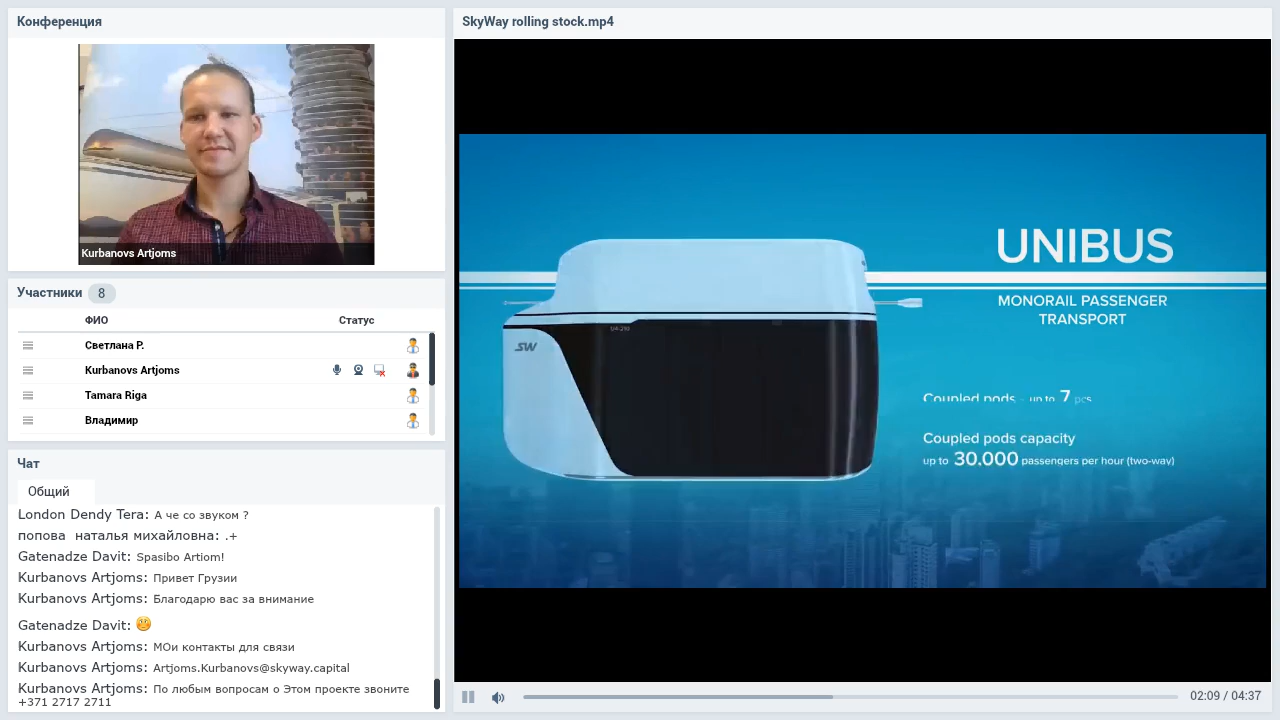 Конференция
Kurbanovs Artjoms
Участники 8
ФИО Статус
Светлана Р.
Kurbanovs Artjoms
Tamara Riga
Владимир
Чат
Общий
London Dendy Tera: А че со звуком ?
попова наталья михайловна: .+
Gatenadze Davit: Spasibo Artiom!
Kurbanovs Artjoms: Привет Грузии
Kurbanovs Artjoms: Благодарю вас за внимание
Gatenadze Davit:
Kurbanovs Artjoms: МОи контакты для связи
Kurbanovs Artjoms: Artjoms.Kurbanovs@skyway.capital
Kurbanovs Artjoms: По любым вопросам о Этом проекте звоните
+371 2717 2711
SkyWay rolling stock.mp4
SW
UNIBUS
MONORAIL PASSENGER
TRANSPORT
Coupled pods - up to 7 pcs
Coupled pods capacity
up to 30.000 passengers per hour (two-way)
02:09 / 04:37